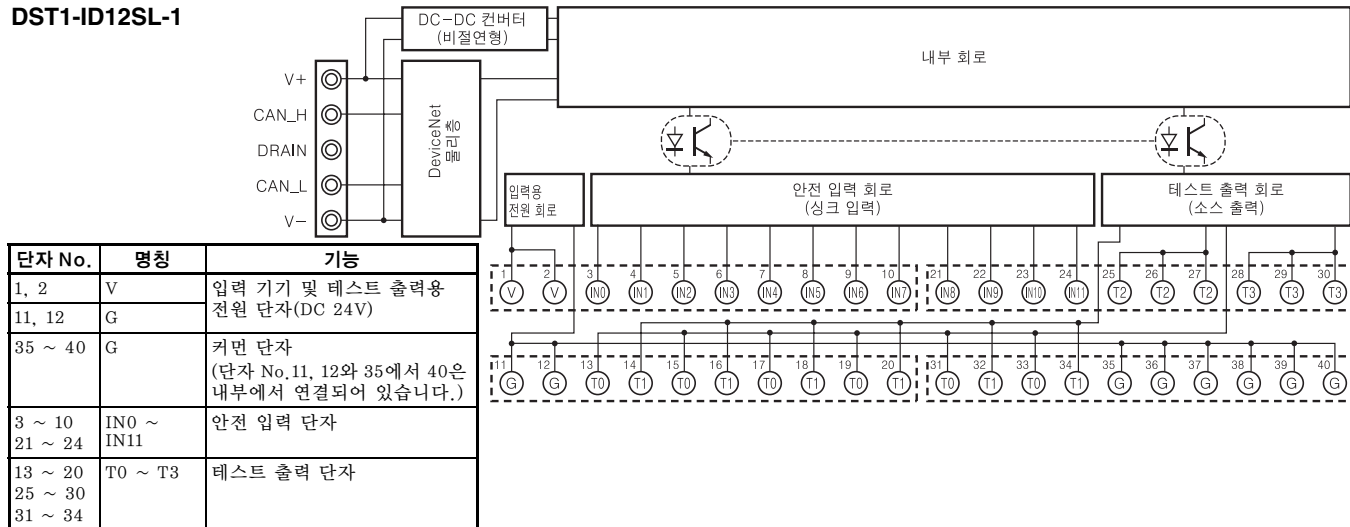 DST1-ID12SL-1
DC-DC 컨버터
(비절연형)
내부 회로
V+
CAN_H
DRAIN
CAN_L
V-
DeviceNet
물리층
입력용
전원 회로
안전 입력 회로
(싱크 입력)
테스트 출력 회로
(소스 출력)
1 2 3 4 5 6 7 8 9 10 21 22 23 24 25 26 27 28 29 30
V V IN0 IN1 IN2 IN3 IN4 IN5 IN6 IN7 IN8 IN9 IN10 IN11 T2 T2 T2 T3 T3 T3
11 12 13 14 15 16 17 18 19 20 31 32 33 34 35 36 37 38 39 40
G G T0 T1 T0 T1 T0 T1 T0 T1 T0 T1 T0 T1 G G G G G G
단자 No. 명칭 기능
1, 2 V 입력 기기 및 테스트 출력용
11, 12 G 전원 단자(DC 24V)
35 ~ 40 G 커먼 단자
(단자 No.11, 12와 35에서 40은
내부에서 연결되어 있습니다.)
3 ~ 10 IN0 ~ 안전 입력 단자
21 ~ 24 IN11
13 ~ 20 T0 ~ T3 테스트 출력 단자
25 ~ 30
31 ~ 34